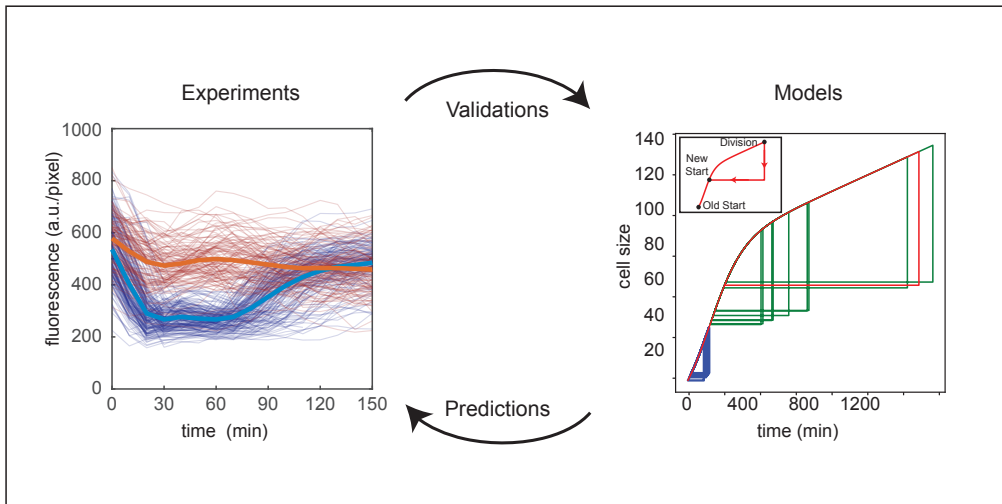 Experiments
Validations
Models
1000
800
600
400
200
0
fluorescence (a.u./pixel)
0 30 60 90 120 150
time (min)
Predictions
140
120
100
80
60
40
20
cell size
Division
New
Start
Old Start
0 400 800 1200
time (min)